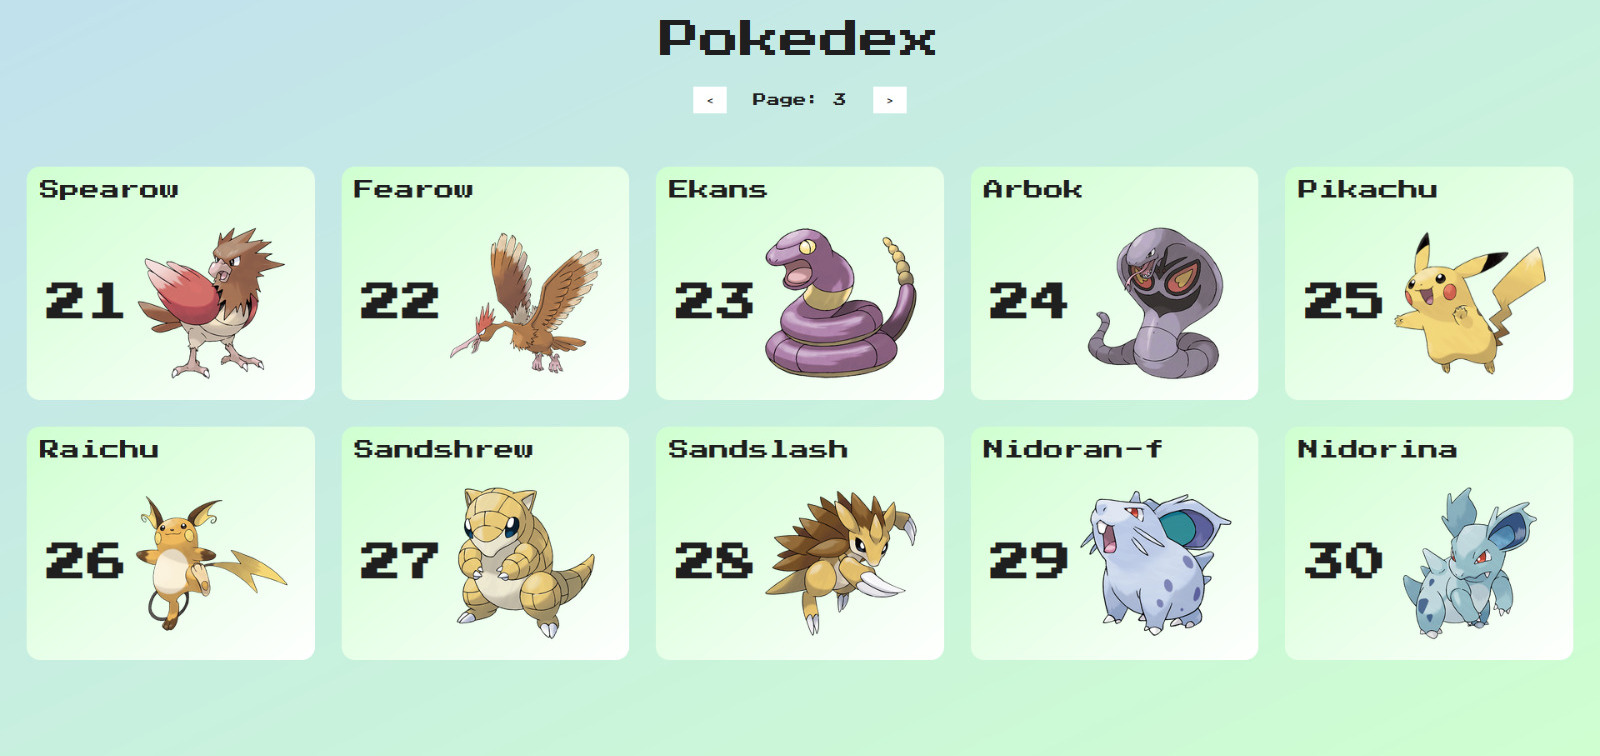 Pokedex
< Page: 3 >
Spearow
21
Fearow
22
Ekans
23
Arbok
24
Pikachu
25
Raichu
26
Sandshrew
27
Sandslash
28
Nidoran-f
29
Nidorina
30